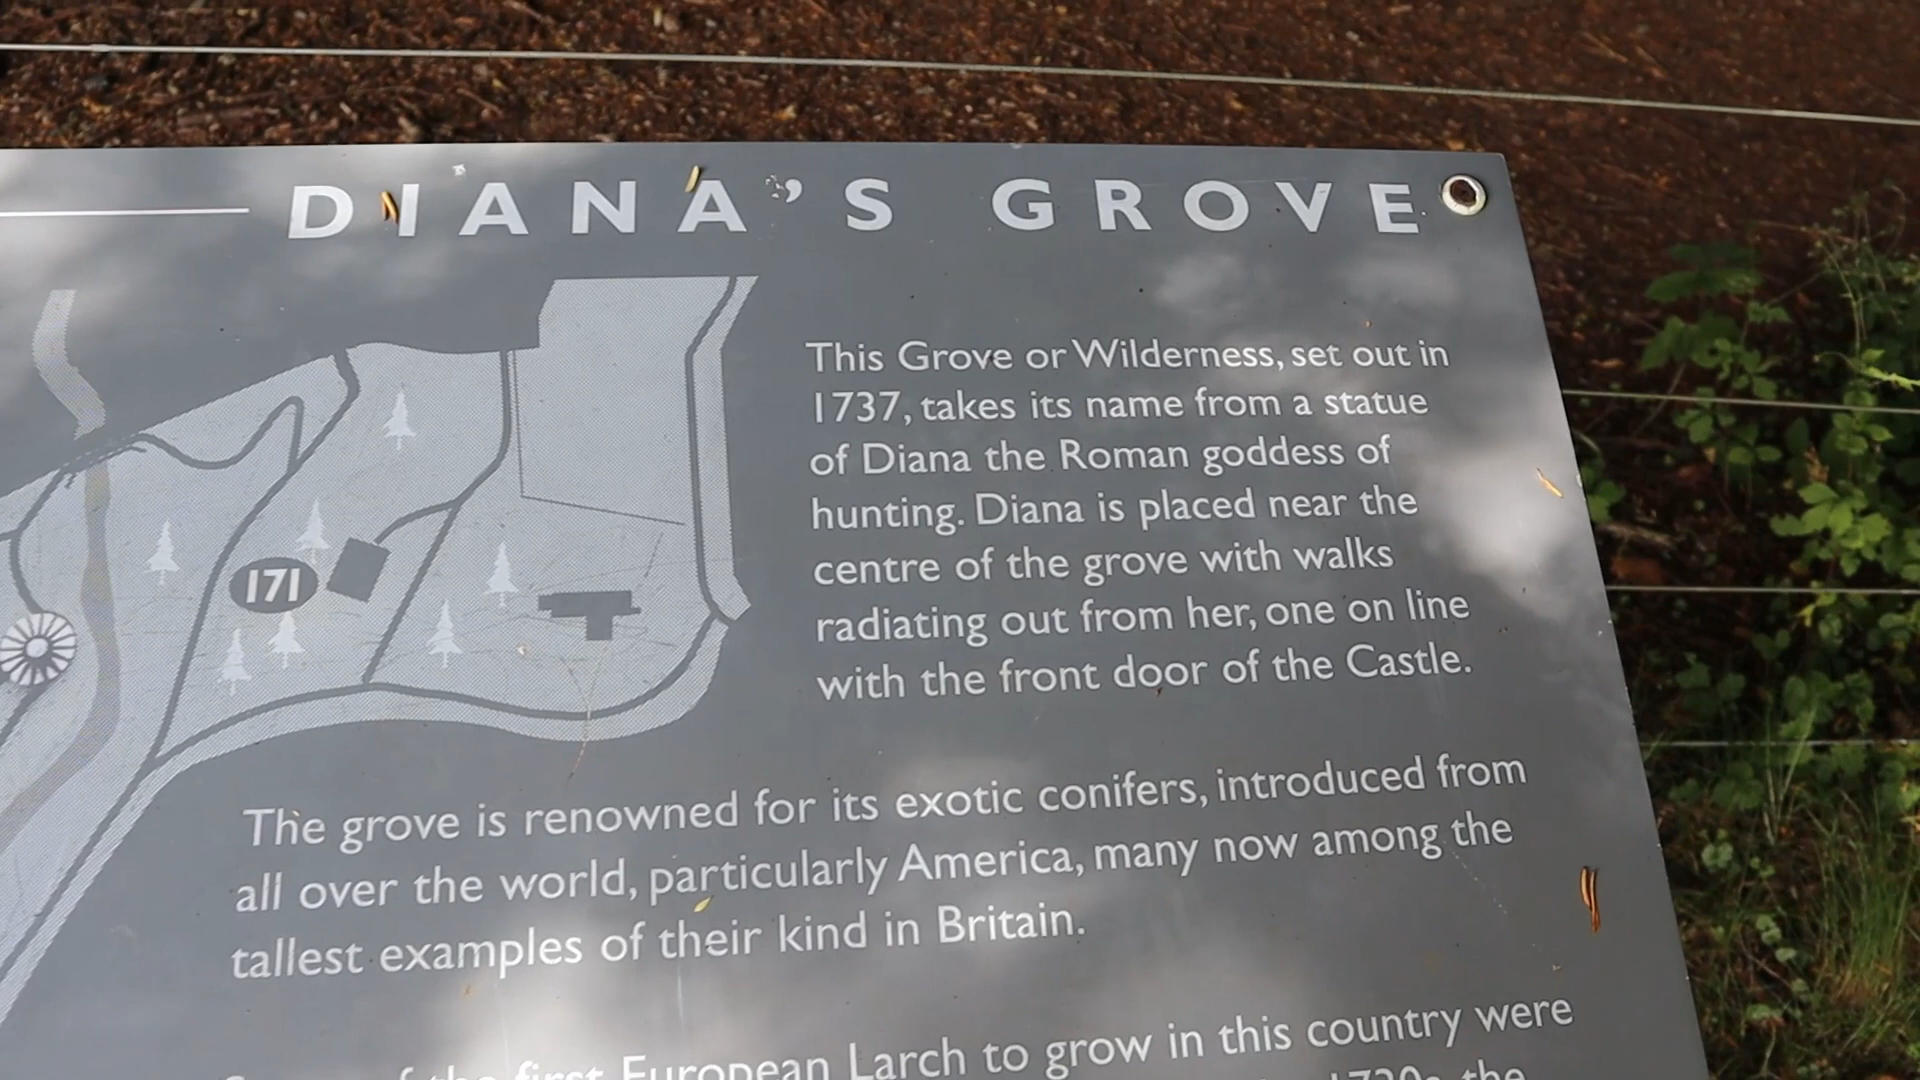 DIANA'S GROVE
This Grove or Wilderness, set out in
1737, takes its name from a statue
of Diana the Roman goddess of
hunting. Diana is placed near the
centre of the grove with walks
radiating out from her, one on line
with the front door of the Castle.
171
The grove is renowned for its exotic conifers, introduced from
all over the world, particularly America, many now among the
tallest examples of their kind in Britain.
of the first European Larch to grow in this country were
the